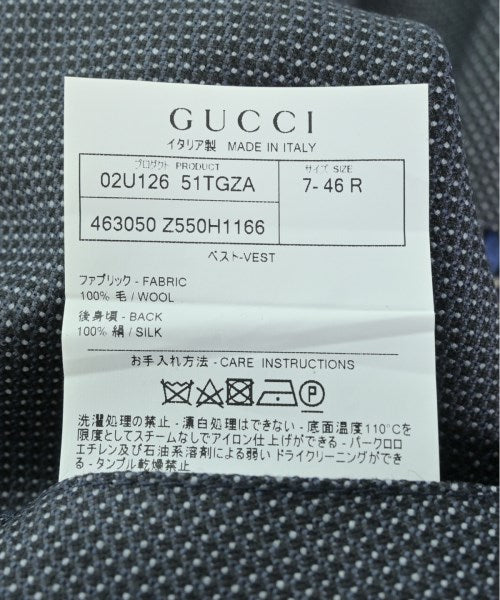 GUCCI
イタリア製 MADE IN ITALY
プロダクト PRODUCT
サイズ SIZE
02U126 51TGZA
7- 46 R
463050 Z550H1166
ベスト-VEST
ファブリック - FABRIC
100% 毛 / WOOL
後身頃 - BACK
100% 絹 / SILK
お手入れ方法 - CARE INSTRUCTIONS
P
洗濯処理の禁止 - 漂白処理はできない - 底面温度110℃を
限度としてスチームなしでアイロン仕上げができる - パークロロ
エチレン及び石油系溶剤による弱い ドライクリーニングができ
る - タンブル乾燥禁止